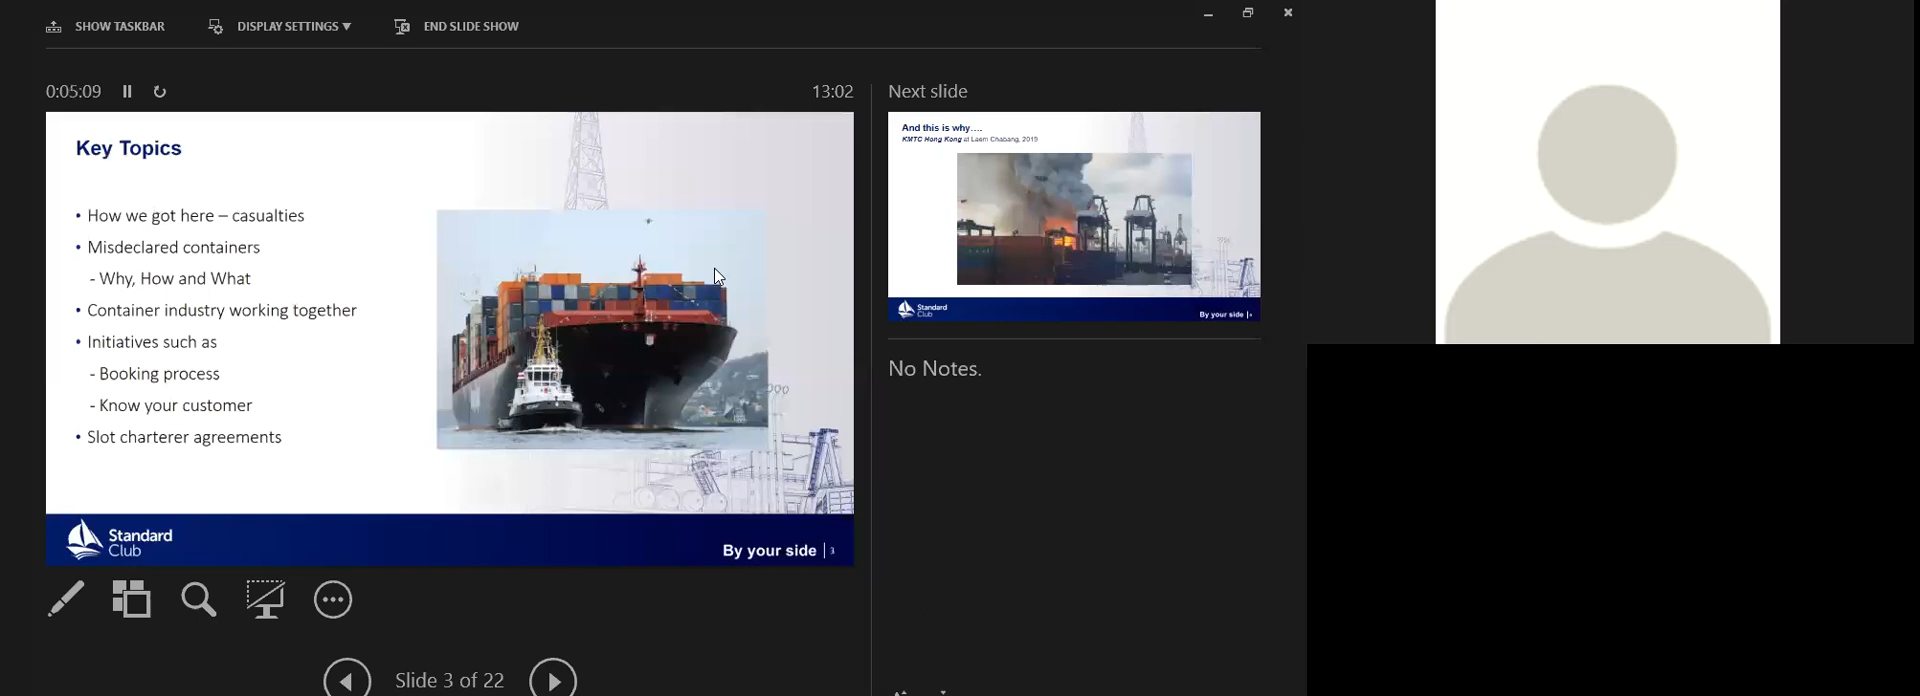 SHOW TASKBAR
DISPLAY SETTINGS
END SLIDE SHOW
0:05:09
13:02
Key Topics
• How we got here – casualties
• Misdeclared containers
- Why, How and What
• Container industry working together
• Initiatives such as
- Booking process
- Know your customer
• Slot charterer agreements
Standard
Club
By your side | 3
Slide 3 of 22
Next slide
And this is why....
KMTC Hong Kong at Laem Chabang, 2019
Standard
Club
By your side |
No Notes.